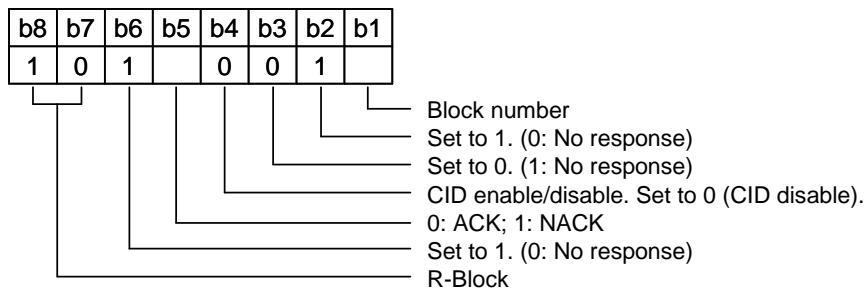 b8 b7 b6 b5 b4 b3 b2 b1
1 0 1 0 0 1
Block number
Set to 1. (0: No response)
Set to 0. (1: No response)
CID enable/disable. Set to 0 (CID disable).
0: ACK; 1: NACK
Set to 1. (0: No response)
R-Block